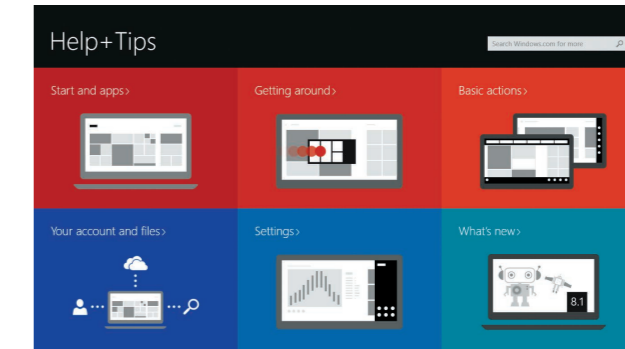 Help+Tips
Search Windows.com for more
Start and apps>
Getting around>
Basic actions>
Your account and files>
Settings>
What's new>
8.1